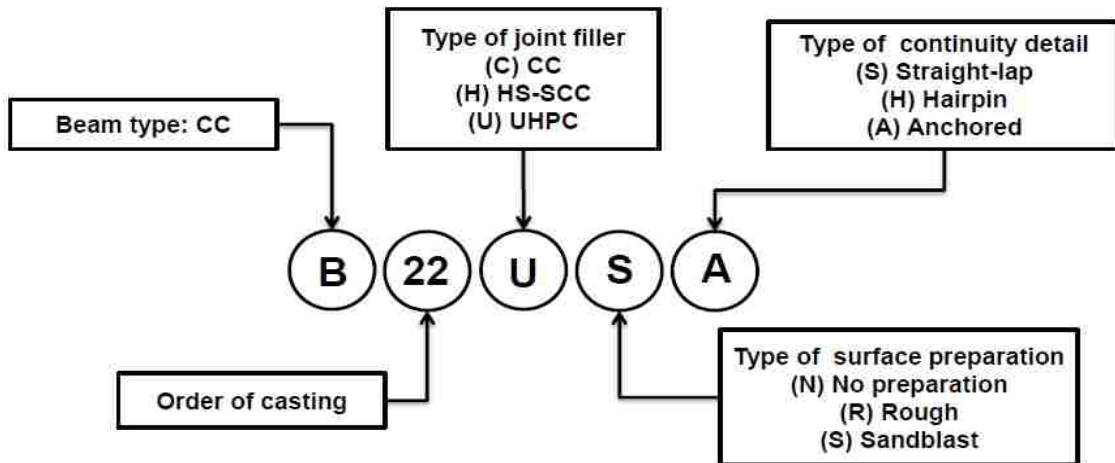 Type of joint filler
(C) CC
(H) HS-SCC
(U) UHPC
Type of continuity detail
(S) Straight-lap
(H) Hairpin
(A) Anchored
Beam type: CC
B 22 U S A
Order of casting
Type of surface preparation
(N) No preparation
(R) Rough
(S) Sandblast